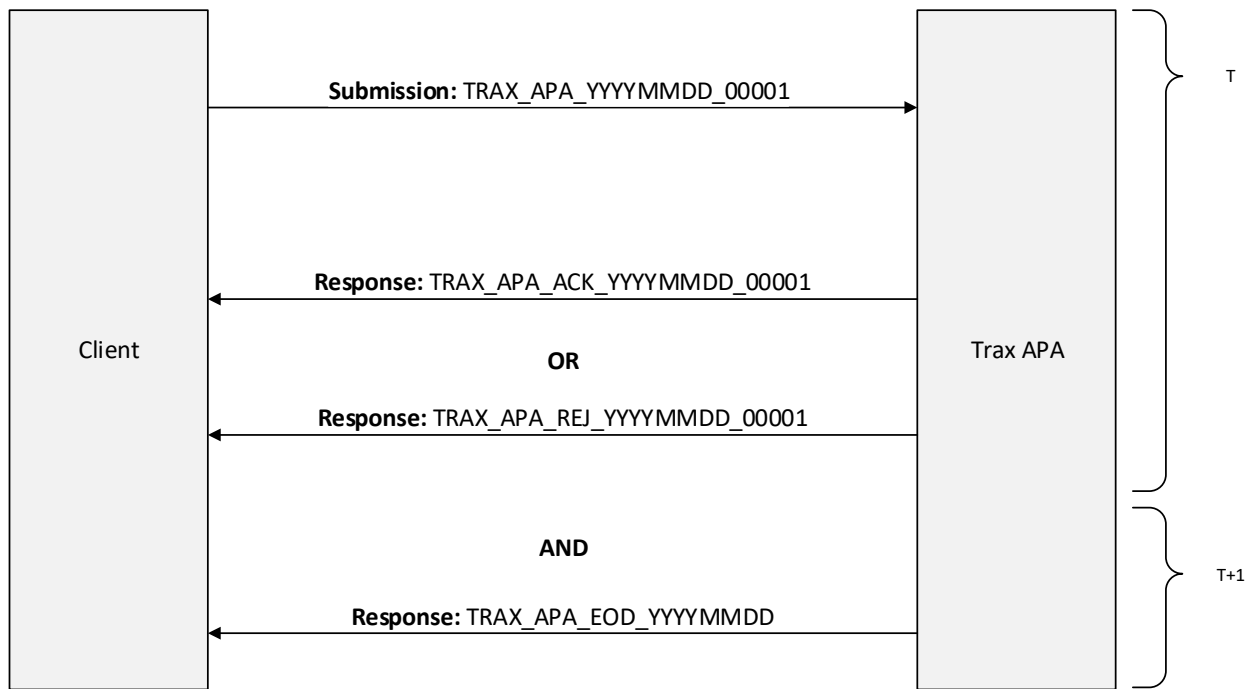 T
Submission: TRAX_APA_YYYYMMDD_00001
Response: TRAX_APA_ACK_YYYYMMDD_00001
Client
OR
Trax APA
Response: TRAX_APA_REJ_YYYYMMDD_00001
AND
T+1
Response: TRAX_APA_EOD_YYYYMMDD